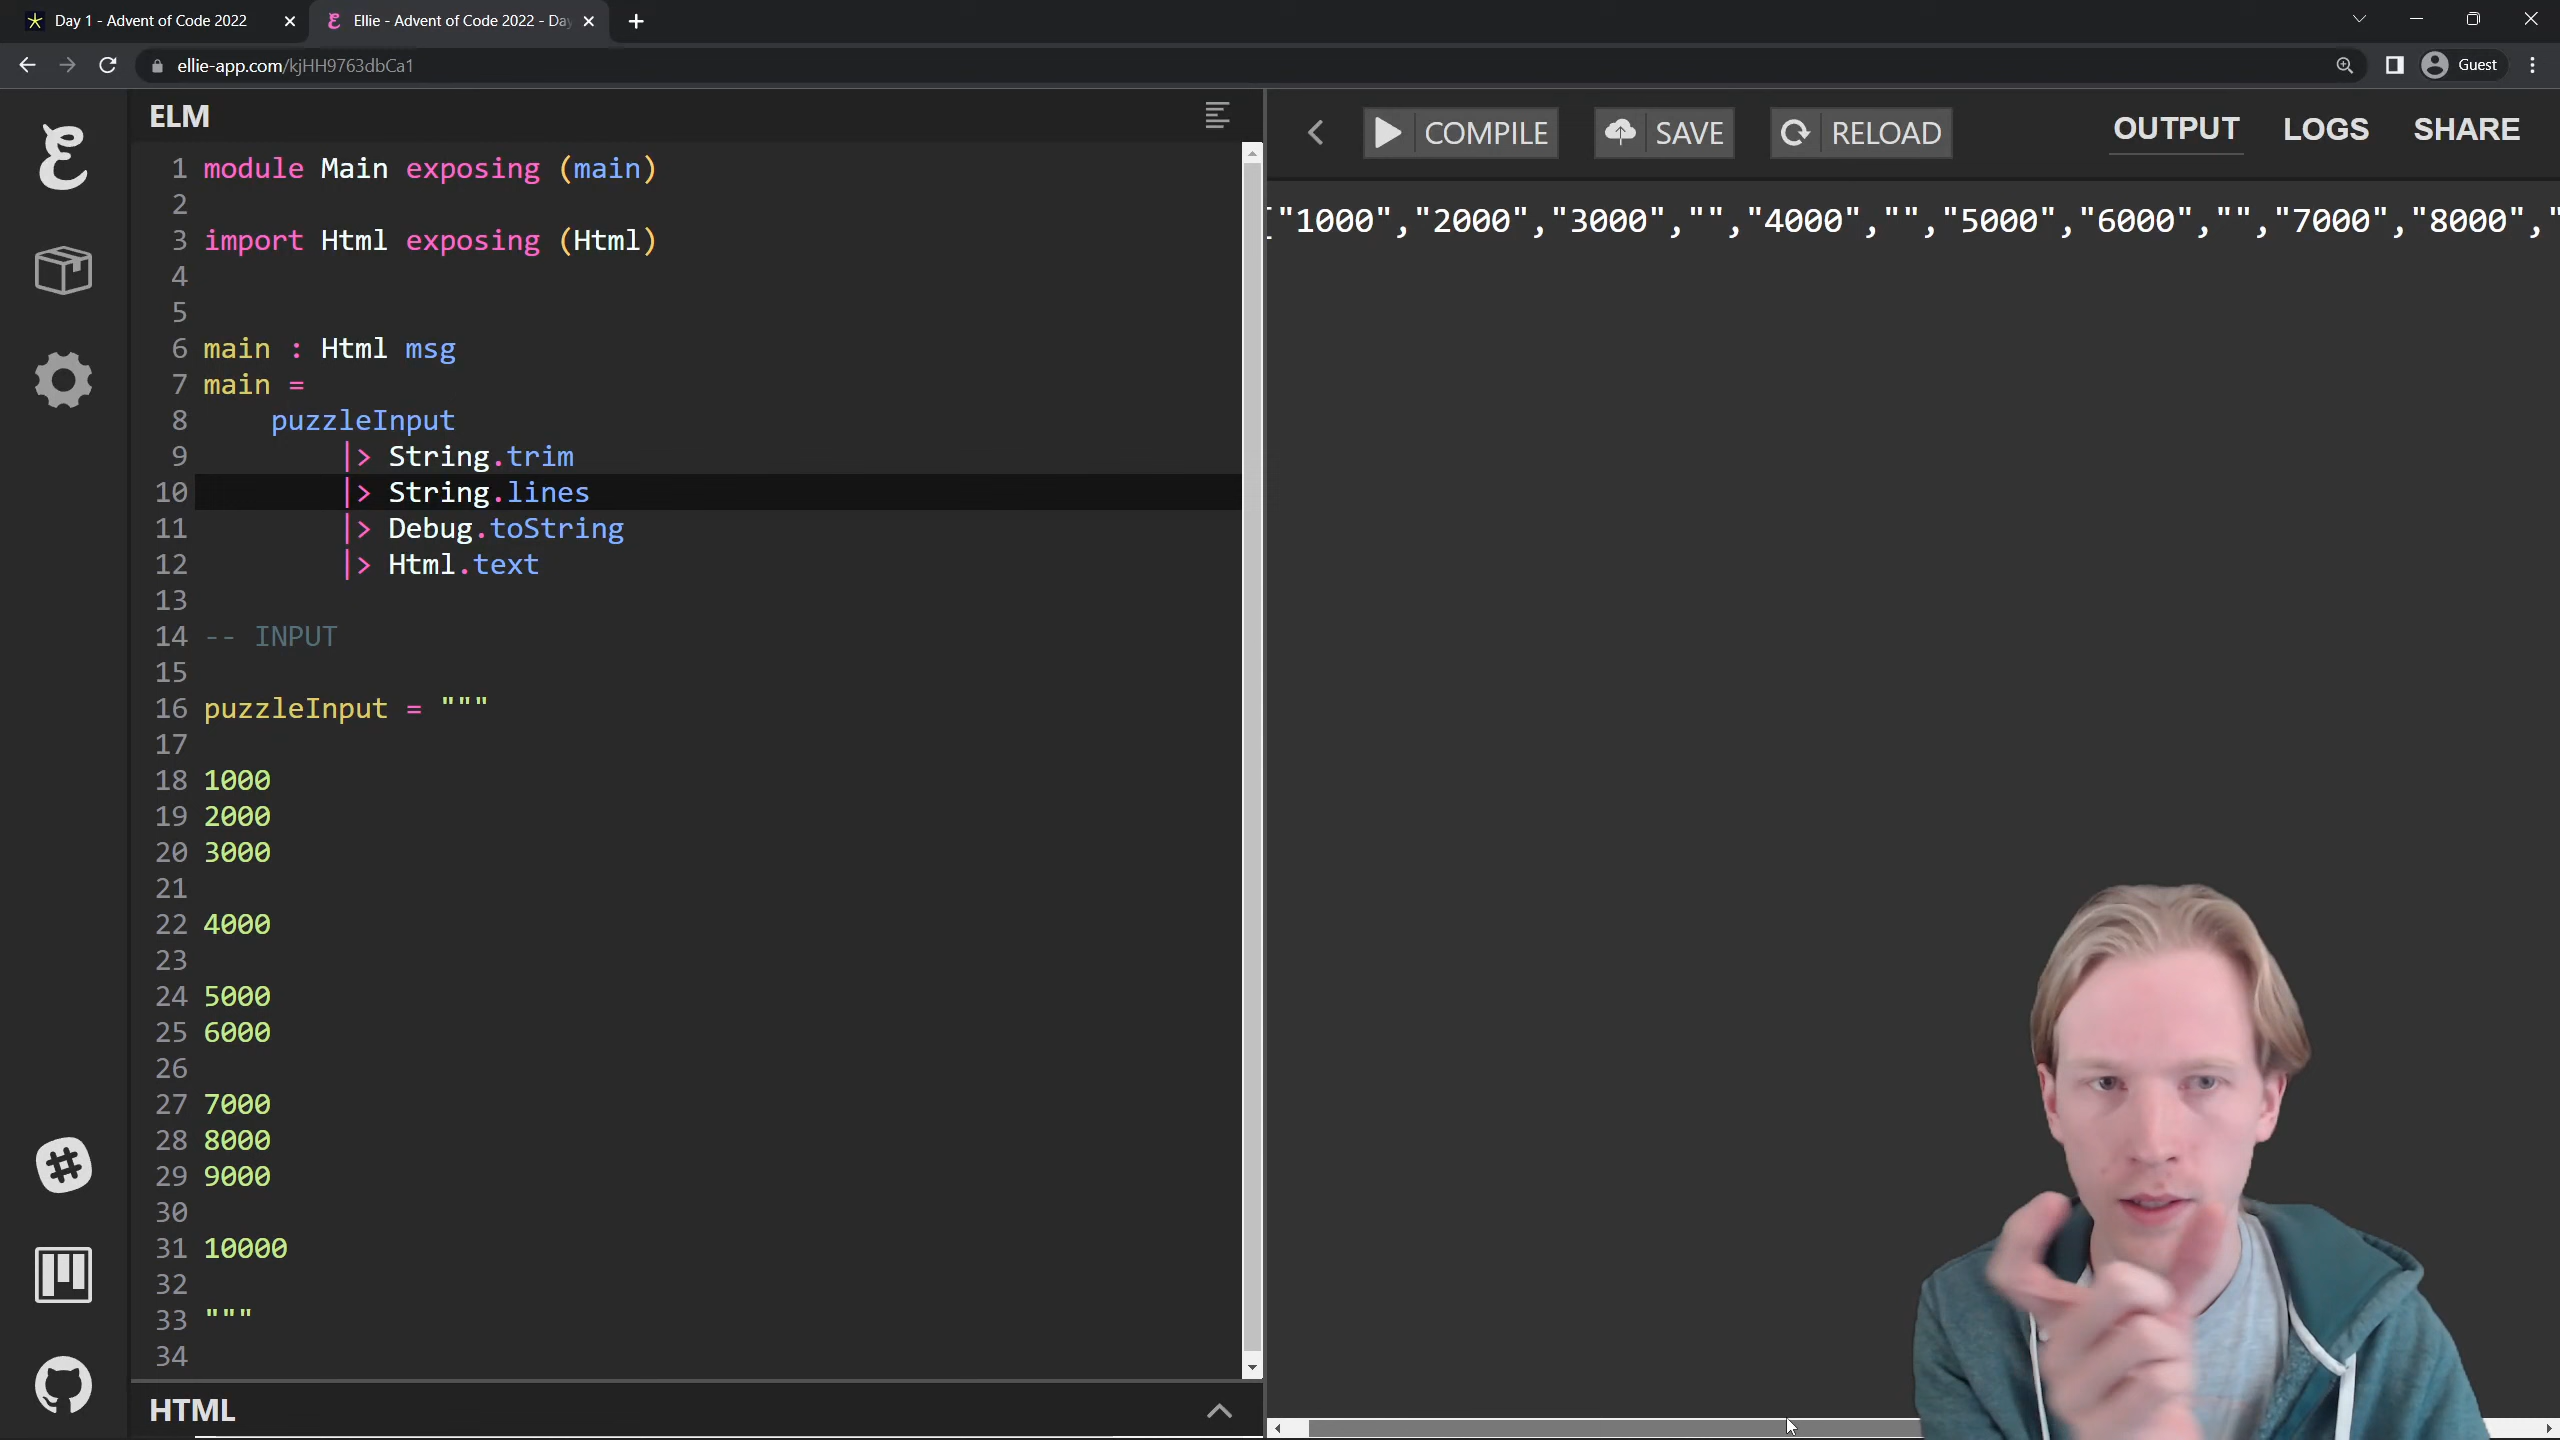 Day 1 - Advent of Code 2022
Ellie - Advent of Code 2022 - Day
ellie-app.com/kjHH9763dbCa1
Guest
ELM
COMPILE
SAVE
RELOAD
OUTPUT
LOGS
SHARE
1 module Main exposing (main)
2
3 import Html exposing (Html)
4
5
6 main : Html msg
7 main =
8 puzzleInput
9 |> String.trim
10 |> String.lines
11 |> Debug.toString
12 |> Html.text
13
14 -- INPUT
15
16 puzzleInput = """
17
18 1000
19 2000
20 3000
21
22 4000
23
24 5000
25 6000
26
27 7000
28 8000
29 9000
30
31 10000
32
33 """
34
["1000","2000","3000","","4000","","5000","6000","","7000","8000","
HTML